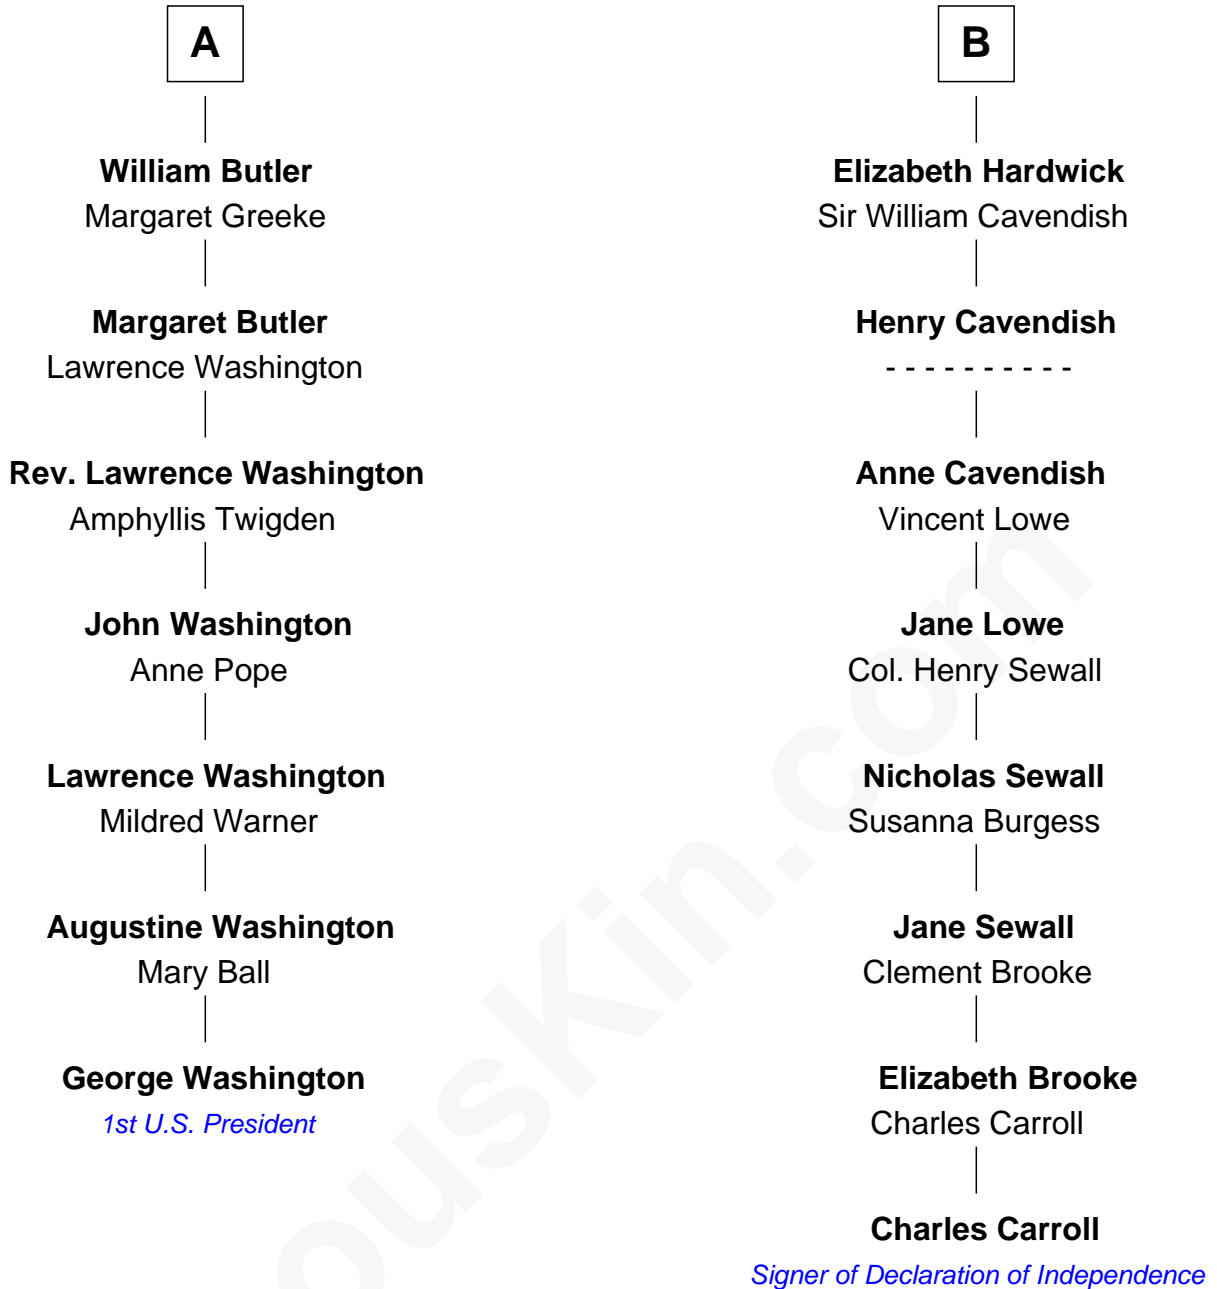 A
William Butler
Margaret Greeke
Margaret Butler
Lawrence Washington
Rev. Lawrence Washington
Amphyllis Twigden
John Washington
Anne Pope
Lawrence Washington
Mildred Warner
Augustine Washington
Mary Ball
George Washington
1st U.S. President
B
Elizabeth Hardwick
Sir William Cavendish
Henry Cavendish
- - - - - - - - - -
Anne Cavendish
Vincent Lowe
Jane Lowe
Col. Henry Sewall
Nicholas Sewall
Susanna Burgess
Jane Sewall
Clement Brooke
Elizabeth Brooke
Charles Carroll
Charles Carroll
Signer of Declaration of Independence
ousKin.com